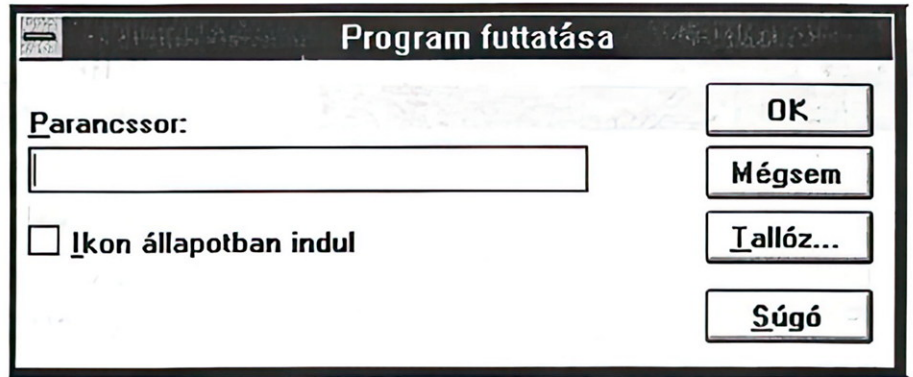 Program futtatása
Parancssor:
OK
Mégsem
Ikon állapotban indul
Tallóz...
Súgó